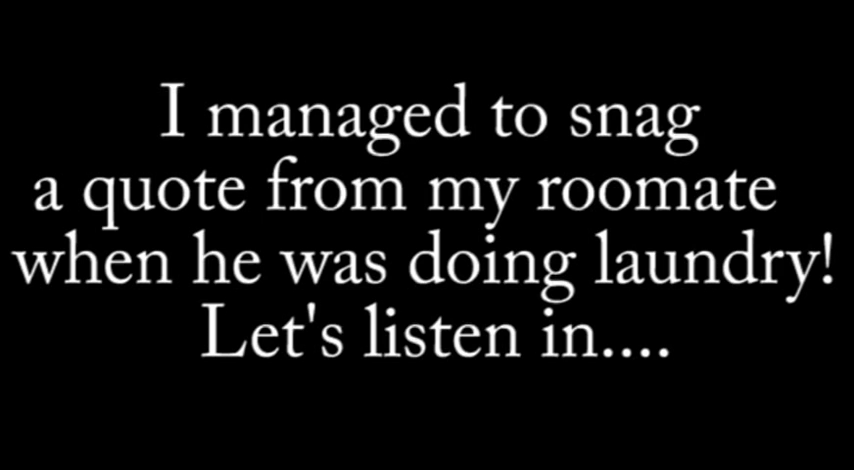 I managed to snag
a quote from my roomate
when he was doing laundry!
Let's listen in....